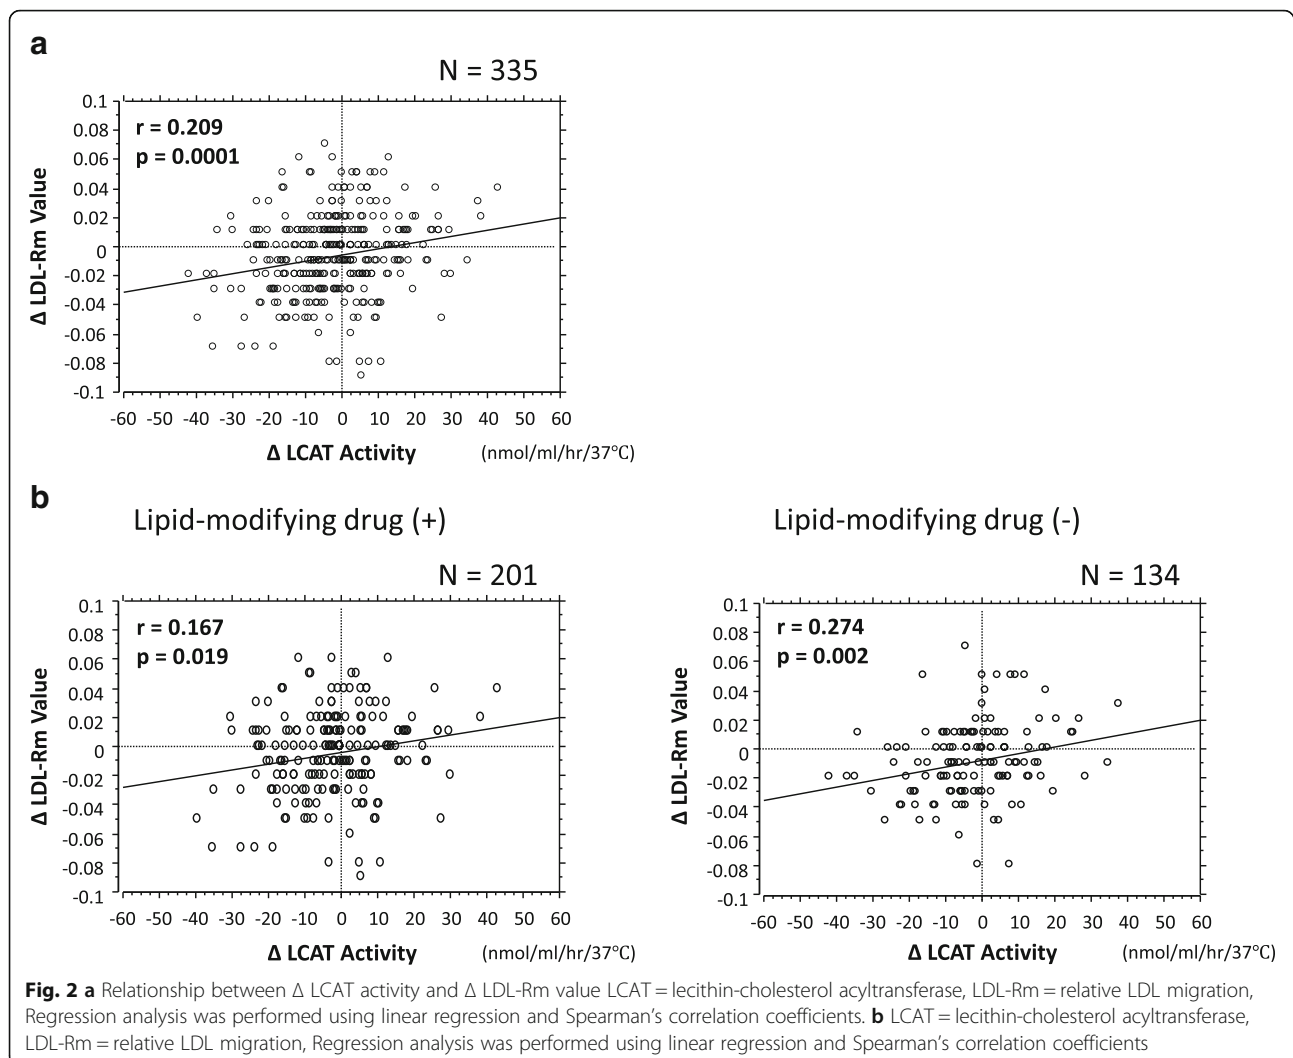 a
N = 335
r = 0.209
p = 0.0001
0.1
0.08
0.06
0.04
0.02
0
-0.02
-0.04
-0.06
-0.08
-0.1
Δ LDL-Rm Value
-60 -50 -40 -30 -20 -10 0 10 20 30 40 50 60
Δ LCAT Activity (nmol/ml/hr/37°C)
b
Lipid-modifying drug (+)
N = 201
r = 0.167
p = 0.019
0.1
0.08
0.06
0.04
0.02
0
-0.02
-0.04
-0.06
-0.08
-0.1
Δ LDL-Rm Value
-60 -50 -40 -30 -20 -10 0 10 20 30 40 50 60
Δ LCAT Activity (nmol/ml/hr/37°C)
Lipid-modifying drug (-)
N = 134
r = 0.274
p = 0.002
0.1
0.08
0.06
0.04
0.02
0
-0.02
-0.04
-0.06
-0.08
-0.1
Δ LDL-Rm Value
-60 -50 -40 -30 -20 -10 0 10 20 30 40 50 60
Δ LCAT Activity (nmol/ml/hr/37°C)
Fig. 2 a Relationship between Δ LCAT activity and Δ LDL-Rm value LCAT = lecithin-cholesterol acyltransferase, LDL-Rm = relative LDL migration,
Regression analysis was performed using linear regression and Spearman's correlation coefficients. b LCAT = lecithin-cholesterol acyltransferase,
LDL-Rm = relative LDL migration, Regression analysis was performed using linear regression and Spearman's correlation coefficients